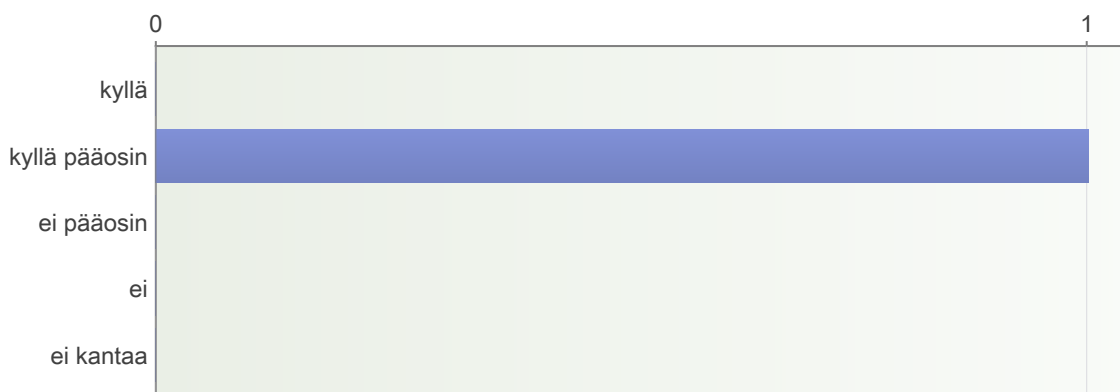 0 1
kyllä
kyllä pääosin
ei pääosin
ei
ei kantaa